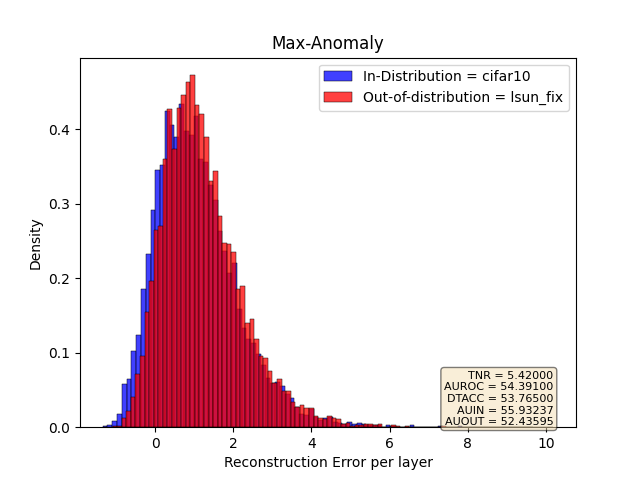 Max-Anomaly
In-Distribution = cifar10
Out-of-distribution = lsun_fix
Density
0.4
0.3
0.2
0.1
0.0
TNR = 5.42000
AUROC = 54.39100
DTACC = 53.76500
AUIN = 55.93237
AUOUT = 52.43595
0 2 4 6 8 10
Reconstruction Error per layer